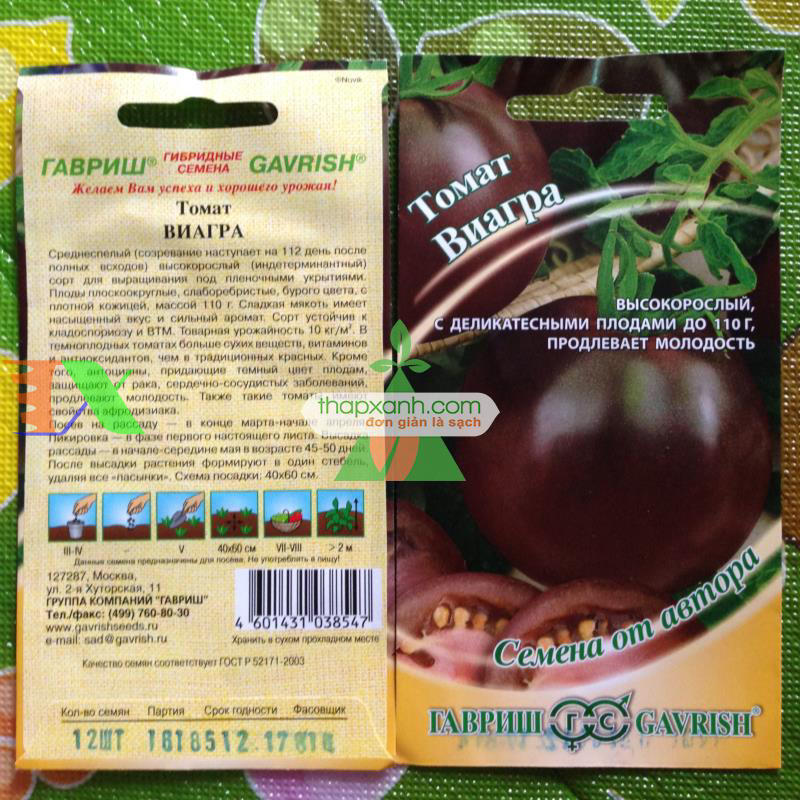 ©Nuvik
ГАВРИШ® ГИБРИДНЫЕ СЕМЕНА GAVRISH®
Желаем Вам успеха и хорошего урожая!
Томат
ВИАГРА
Среднеспелый (созревание наступает на 112 день после
полных всходов) высокорослый (индетерминантный)
сорт для выращивания под пленочными укрытиями.
Плоды плоскоокруглые, слаборебристые, бурого цвета, с
плотной кожицей, массой 110 г. Сладкая мякоть имеет
насыщенный вкус и сильный аромат. Сорт устойчив к
кладоспориозу и ВТМ. Товарная урожайность 10 кг/м². В
темноплодных томатах больше сухих веществ, витаминов
и антиоксидантов, чем в традиционных красных. Кроме
того, антоцианы, придающие темный цвет плодам,
защищают от рака, сердечно-сосудистых заболеваний,
продлевают молодость. Также такие томаты имеют
свойства афродизиака.
Посев на рассаду — в конце марта-начале апреля.
Пикировка — в фазе первого настоящего листа. Высадка
рассады — в начале-середине мая в возрасте 45-50 дней.
После высадки растения формируют в один стебель,
удаляя все «пасынки». Схема посадки: 40х60 см.
III-IV – V 40х60 см VII-VIII > 2 м
Данные семена предназначены для посева. Не употреблять в пищу!
127287, Москва,
ул. 2-я Хуторская, 11
ГРУППА КОМПАНИЙ "ГАВРИШ"
Тел./факс: (499) 760-80-30
www.gavrishseeds.ru
e-mail: sad@gavrish.ru
4 601431 038547
Хранить в сухом прохладном месте
Качество семян соответствует ГОСТ Р 52171-2003
Кол-во семян Партия Срок годности Фасовщик
12ШТ
Томат
Виагра
ВЫСОКОРОСЛЫЙ,
С ДЕЛИКАТЕСНЫМИ ПЛОДАМИ ДО 110 Г,
ПРОДЛЕВАЕТ МОЛОДОСТЬ
thapxanh.com
đơn giản là sạch
Семена от автора
ГАВРИШ Г С GAVRISH®